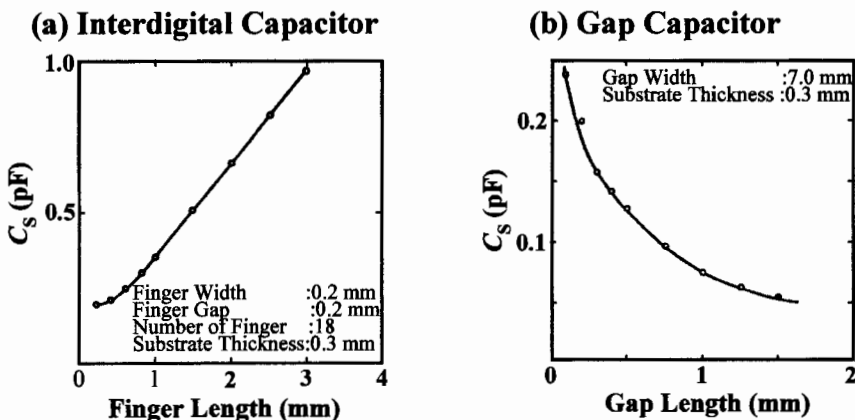 (a) Interdigital Capacitor
1.0
0.5
C_S (pF)
Finger Width :0.2 mm
Finger Gap :0.2 mm
Number of Finger :18
Substrate Thickness:0.3 mm
0 1 2 3 4
Finger Length (mm)
(b) Gap Capacitor
Gap Width :7.0 mm
Substrate Thickness :0.3 mm
0.2
0.1
C_S (pF)
0 1 2
Gap Length (mm)